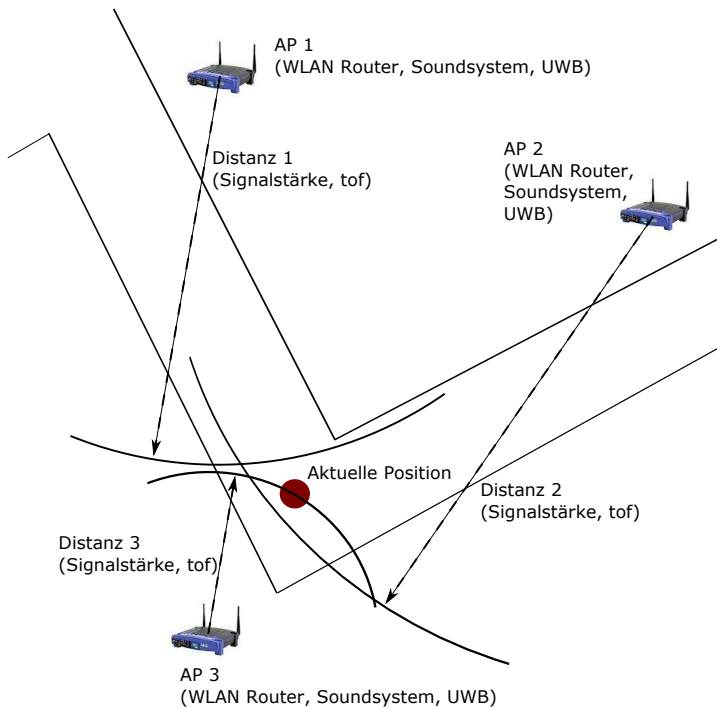 AP 1
(WLAN Router, Soundsystem, UWB)
Distanz 1
(Signalstärke, tof)
AP 2
(WLAN Router,
Soundsystem,
UWB)
Aktuelle Position
Distanz 2
(Signalstärke, tof)
Distanz 3
(Signalstärke, tof)
AP 3
(WLAN Router, Soundsystem, UWB)